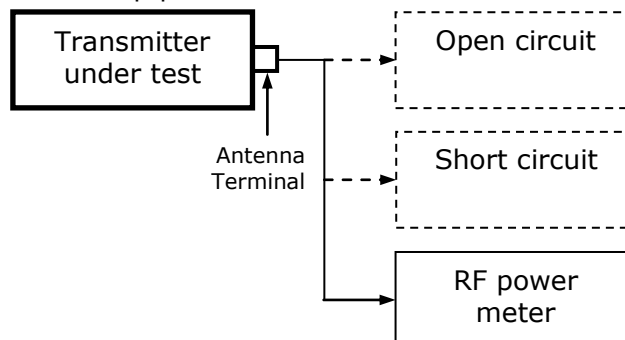 Transmitter
under test
Open circuit
Antenna
Terminal
Short circuit
RF power
meter